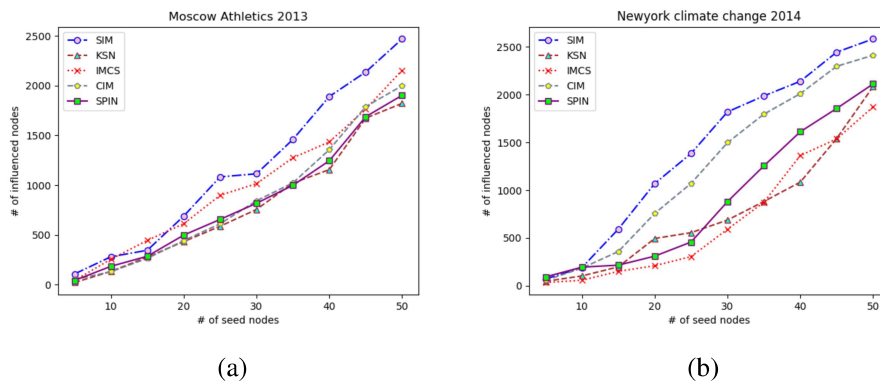 Moscow Athletics 2013
2500
2000
1500
1000
500
0
# of influenced nodes
SIM
KSN
IMCS
CIM
SPIN
10 20 30 40 50
# of seed nodes
(a)
Newyork climate change 2014
2500
2000
1500
1000
500
0
# of influenced nodes
SIM
KSN
IMCS
CIM
SPIN
10 20 30 40 50
# of seed nodes
(b)